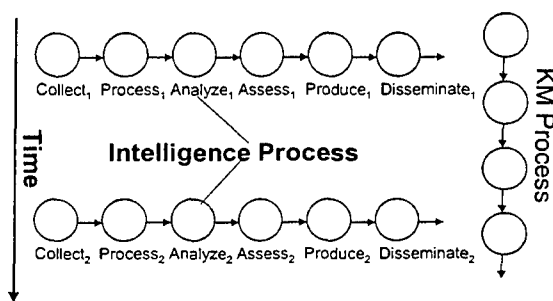 Collect₁ Process₁ Analyze₁ Assess₁ Produce₁ Disseminate₁
Time
Intelligence Process
KM Process
Collect₂ Process₂ Analyze₂ Assess₂ Produce₂ Disseminate₂